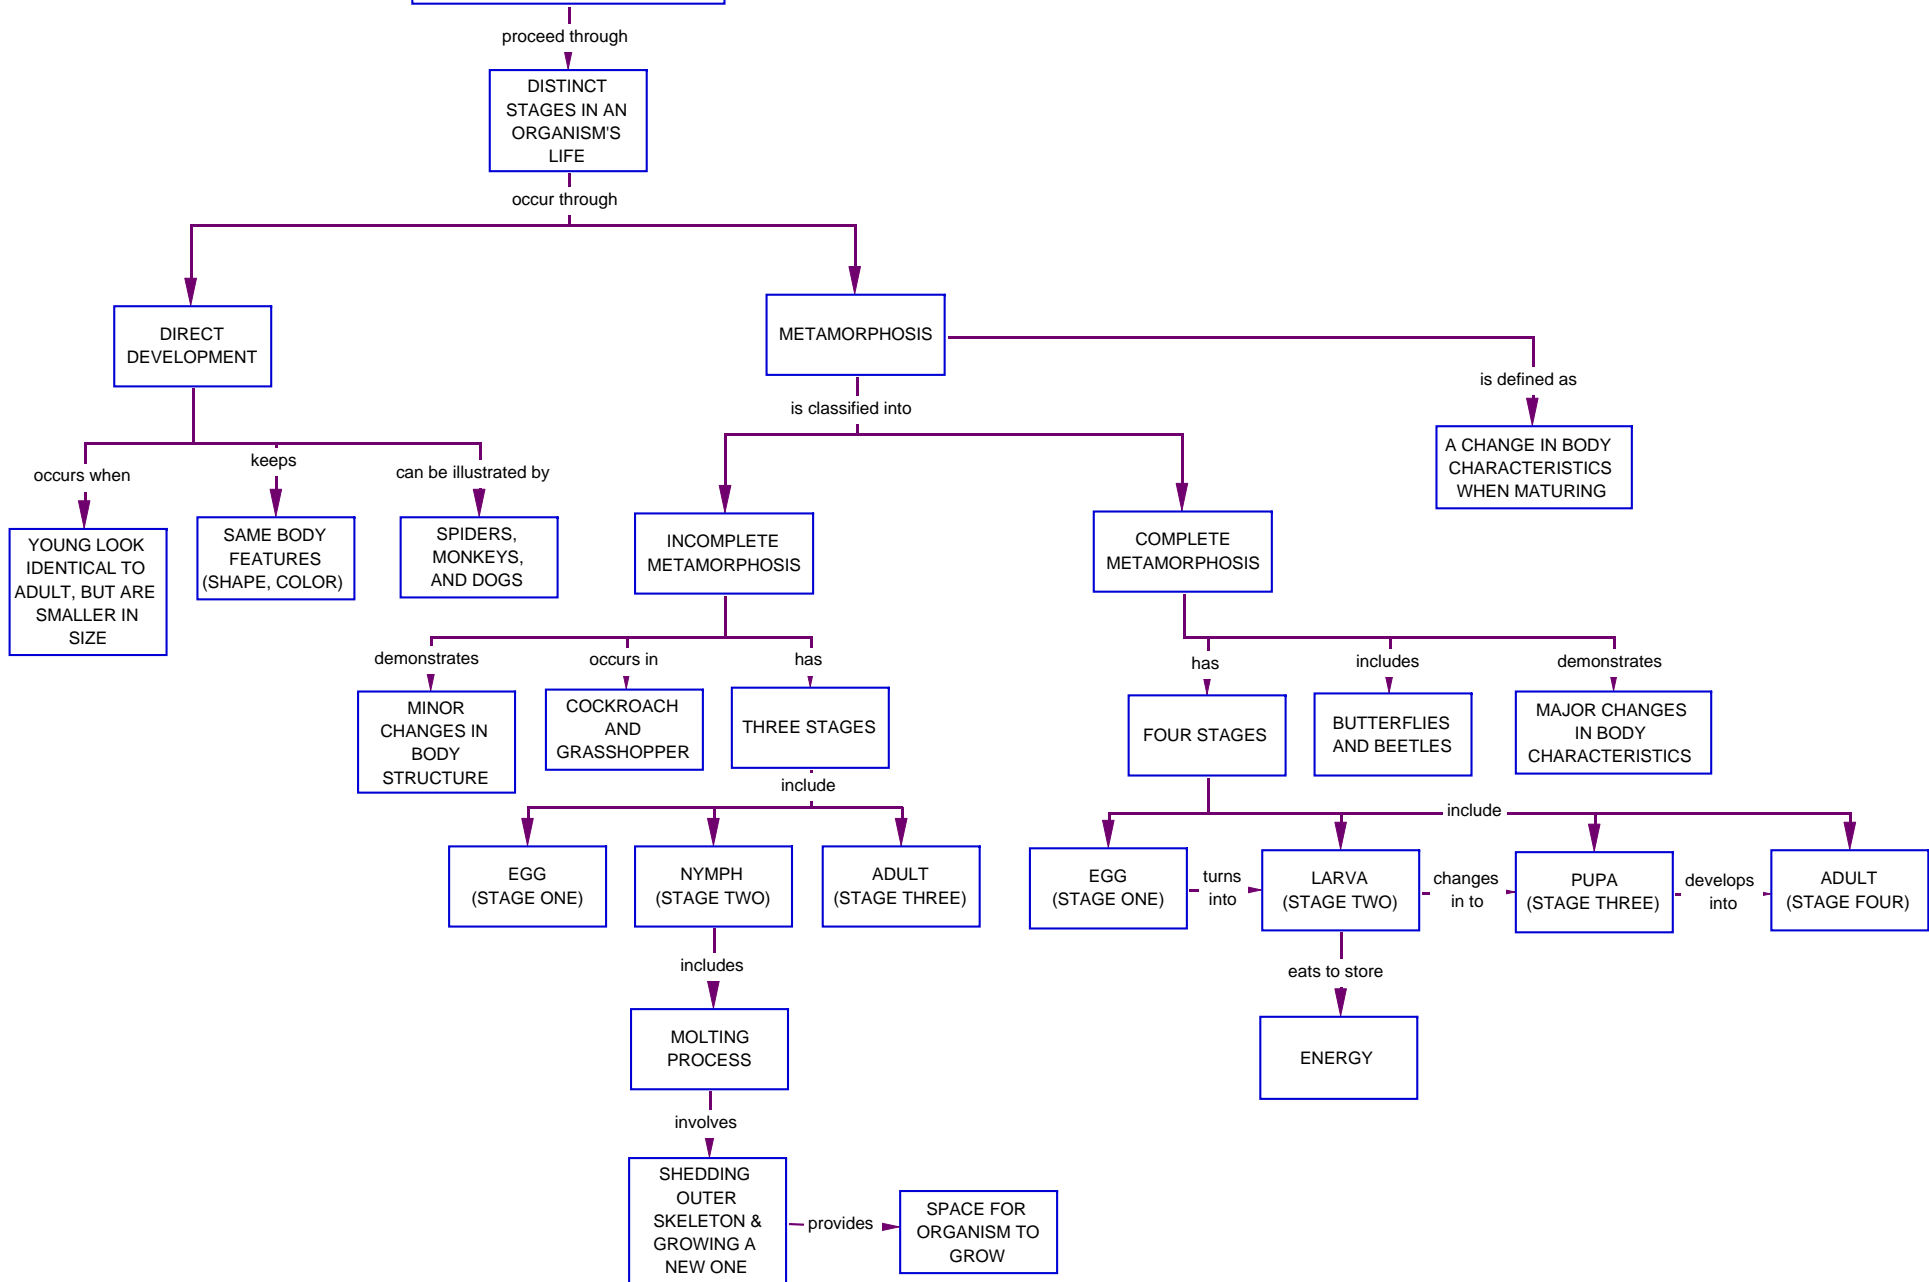 proceed through
DISTINCT
STAGES IN AN
ORGANISM'S
LIFE
occur through
DIRECT
DEVELOPMENT
METAMORPHOSIS
is defined as
A CHANGE IN BODY
CHARACTERISTICS
WHEN MATURING
is classified into
occurs when
keeps
can be illustrated by
YOUNG LOOK
IDENTICAL TO
ADULT, BUT ARE
SMALLER IN
SIZE
SAME BODY
FEATURES
(SHAPE, COLOR)
SPIDERS,
MONKEYS,
AND DOGS
INCOMPLETE
METAMORPHOSIS
COMPLETE
METAMORPHOSIS
demonstrates
occurs in
has
MINOR
CHANGES IN
BODY
STRUCTURE
COCKROACH
AND
GRASSHOPPER
THREE STAGES
has
includes
demonstrates
FOUR STAGES
BUTTERFLIES
AND BEETLES
MAJOR CHANGES
IN BODY
CHARACTERISTICS
include
EGG
(STAGE ONE)
NYMPH
(STAGE TWO)
ADULT
(STAGE THREE)
include
EGG
(STAGE ONE)
turns
into
LARVA
(STAGE TWO)
changes
in to
PUPA
(STAGE THREE)
develops
into
ADULT
(STAGE FOUR)
includes
MOLTING
PROCESS
eats to store
ENERGY
involves
SHEDDING
OUTER
SKELETON &
GROWING A
NEW ONE
provides
SPACE FOR
ORGANISM TO
GROW